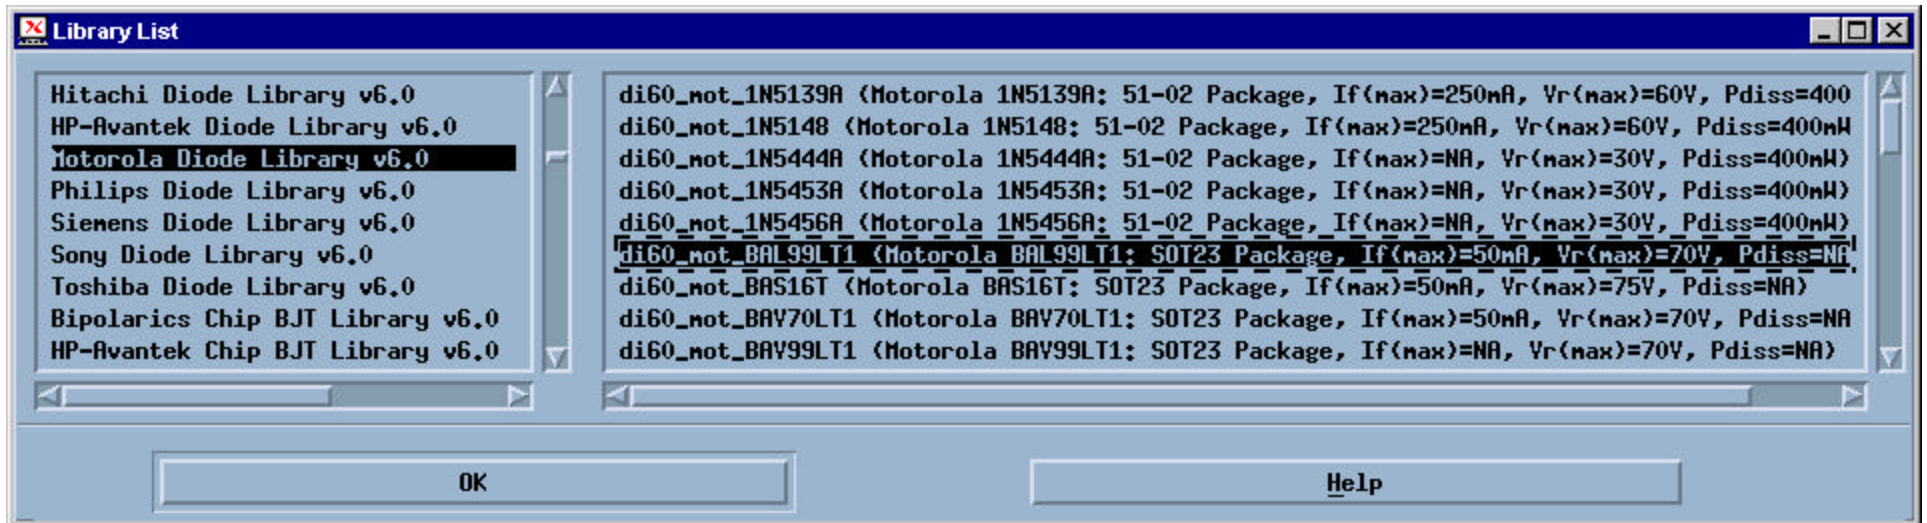 Library List
Hitachi Diode Library v6.0
HP-Avantek Diode Library v6.0
Motorola Diode Library v6.0
Philips Diode Library v6.0
Siemens Diode Library v6.0
Sony Diode Library v6.0
Toshiba Diode Library v6.0
Bipolarics Chip BJT Library v6.0
HP-Avantek Chip BJT Library v6.0
di60_mot_1N5139A (Motorola 1N5139A: 51-02 Package, If(max)=250mA, Vr(max)=60V, Pdiss=400
di60_mot_1N5148 (Motorola 1N5148: 51-02 Package, If(max)=250mA, Vr(max)=60V, Pdiss=400mW
di60_mot_1N5444A (Motorola 1N5444A: 51-02 Package, If(max)=NA, Vr(max)=30V, Pdiss=400mW)
di60_mot_1N5453A (Motorola 1N5453A: 51-02 Package, If(max)=NA, Vr(max)=30V, Pdiss=400mW)
di60_mot_1N5456A (Motorola 1N5456A: 51-02 Package, If(max)=NA, Vr(max)=30V, Pdiss=400mW)
di60_mot_BAL99LT1 (Motorola BAL99LT1: SOT23 Package, If(max)=50mA, Vr(max)=70V, Pdiss=NA
di60_mot_BAS16T (Motorola BAS16T: SOT23 Package, If(max)=50mA, Vr(max)=75V, Pdiss=NA)
di60_mot_BAV70LT1 (Motorola BAV70LT1: SOT23 Package, If(max)=50mA, Vr(max)=70V, Pdiss=NA
di60_mot_BAV99LT1 (Motorola BAV99LT1: SOT23 Package, If(max)=NA, Vr(max)=70V, Pdiss=NA)
OK
Help